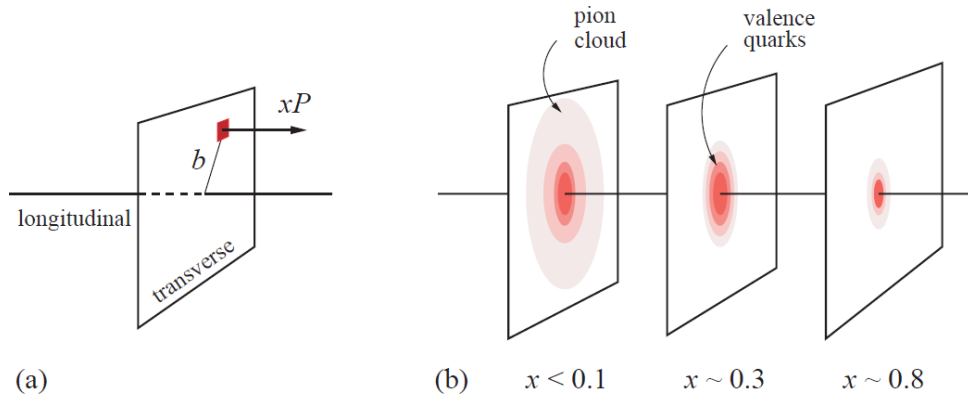 xP
b
longitudinal
transverse
(a)
pion
cloud
valence
quarks
(b)
x < 0.1
x ~ 0.3
x ~ 0.8